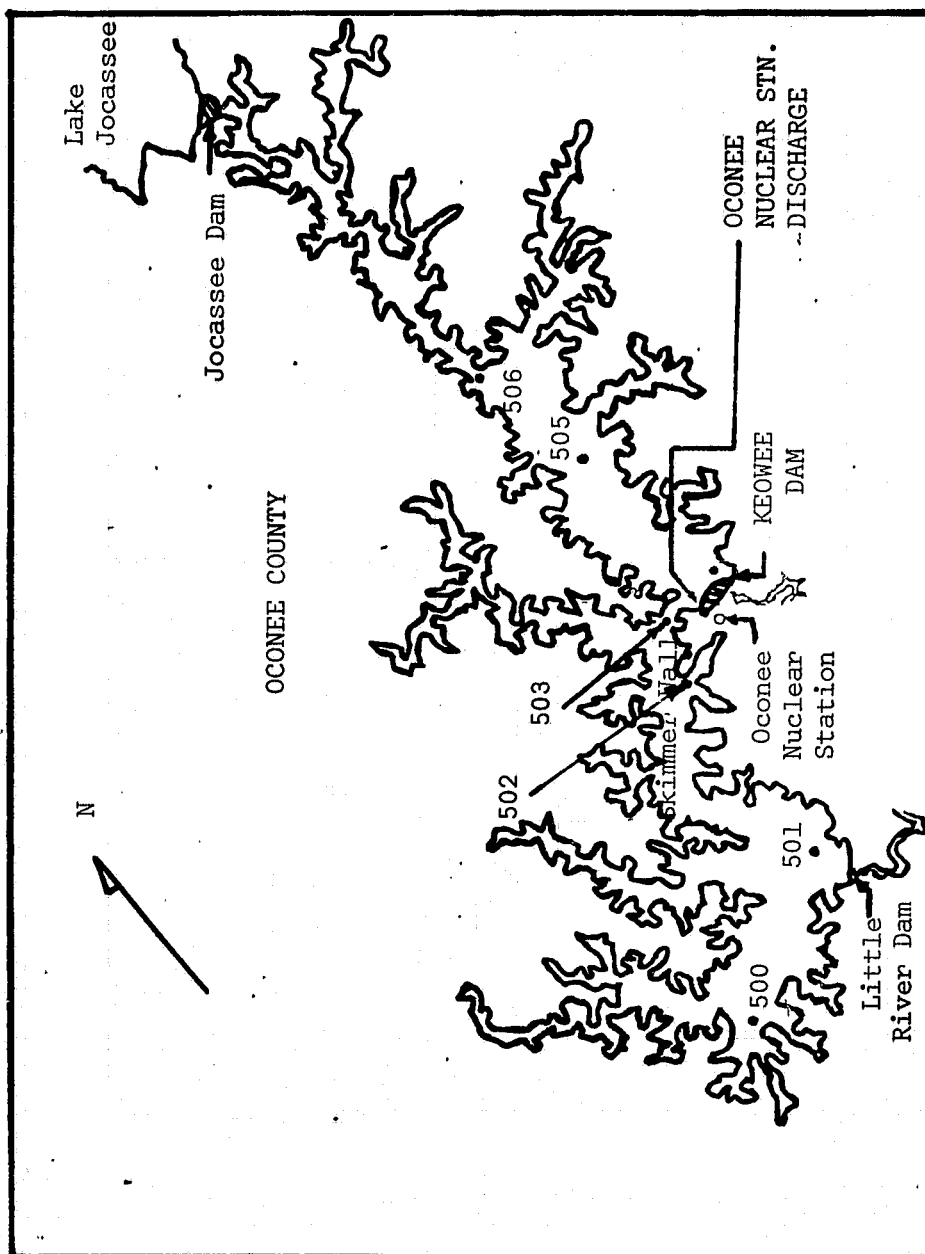 Lake
Jocassee
Jocassee Dam
OCONEE COUNTY
N
506
505
503
502
Skimmer Wall
OCONEE
NUCLEAR STN.
DISCHARGE
KEOWEE
DAM
Oconee
Nuclear
Station
501
500
Little
River Dam